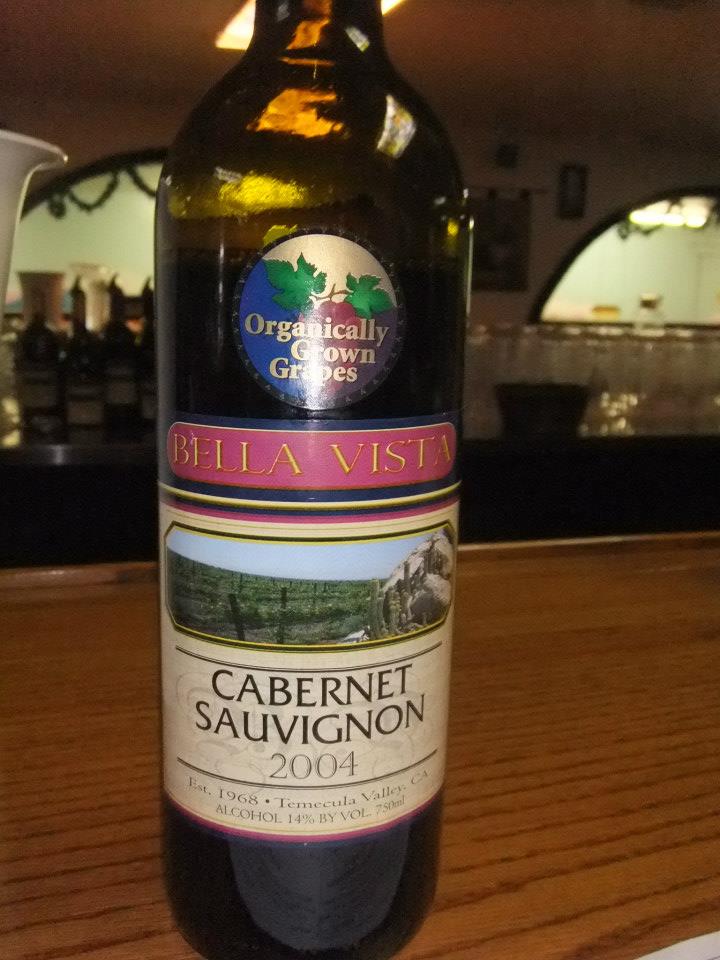 Organically
Grown
Grapes
BELLA VISTA
CABERNET
SAUVIGNON
2004
Est. 1968 • Temecula Valley, CA
ALCOHOL 14% BY VOL. 750ml